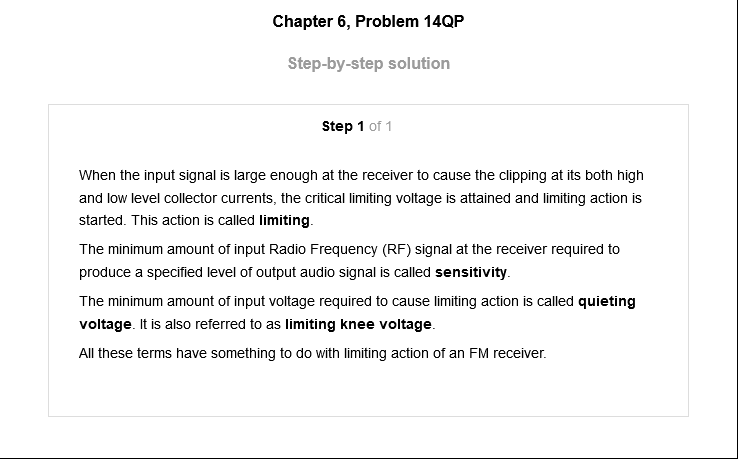 Chapter 6, Problem 14QP
Step-by-step solution
Step 1 of 1
When the input signal is large enough at the receiver to cause the clipping at its both high
and low level collector currents, the critical limiting voltage is attained and limiting action is
started. This action is called limiting.
The minimum amount of input Radio Frequency (RF) signal at the receiver required to
produce a specified level of output audio signal is called sensitivity.
The minimum amount of input voltage required to cause limiting action is called quieting
voltage. It is also referred to as limiting knee voltage.
All these terms have something to do with limiting action of an FM receiver.